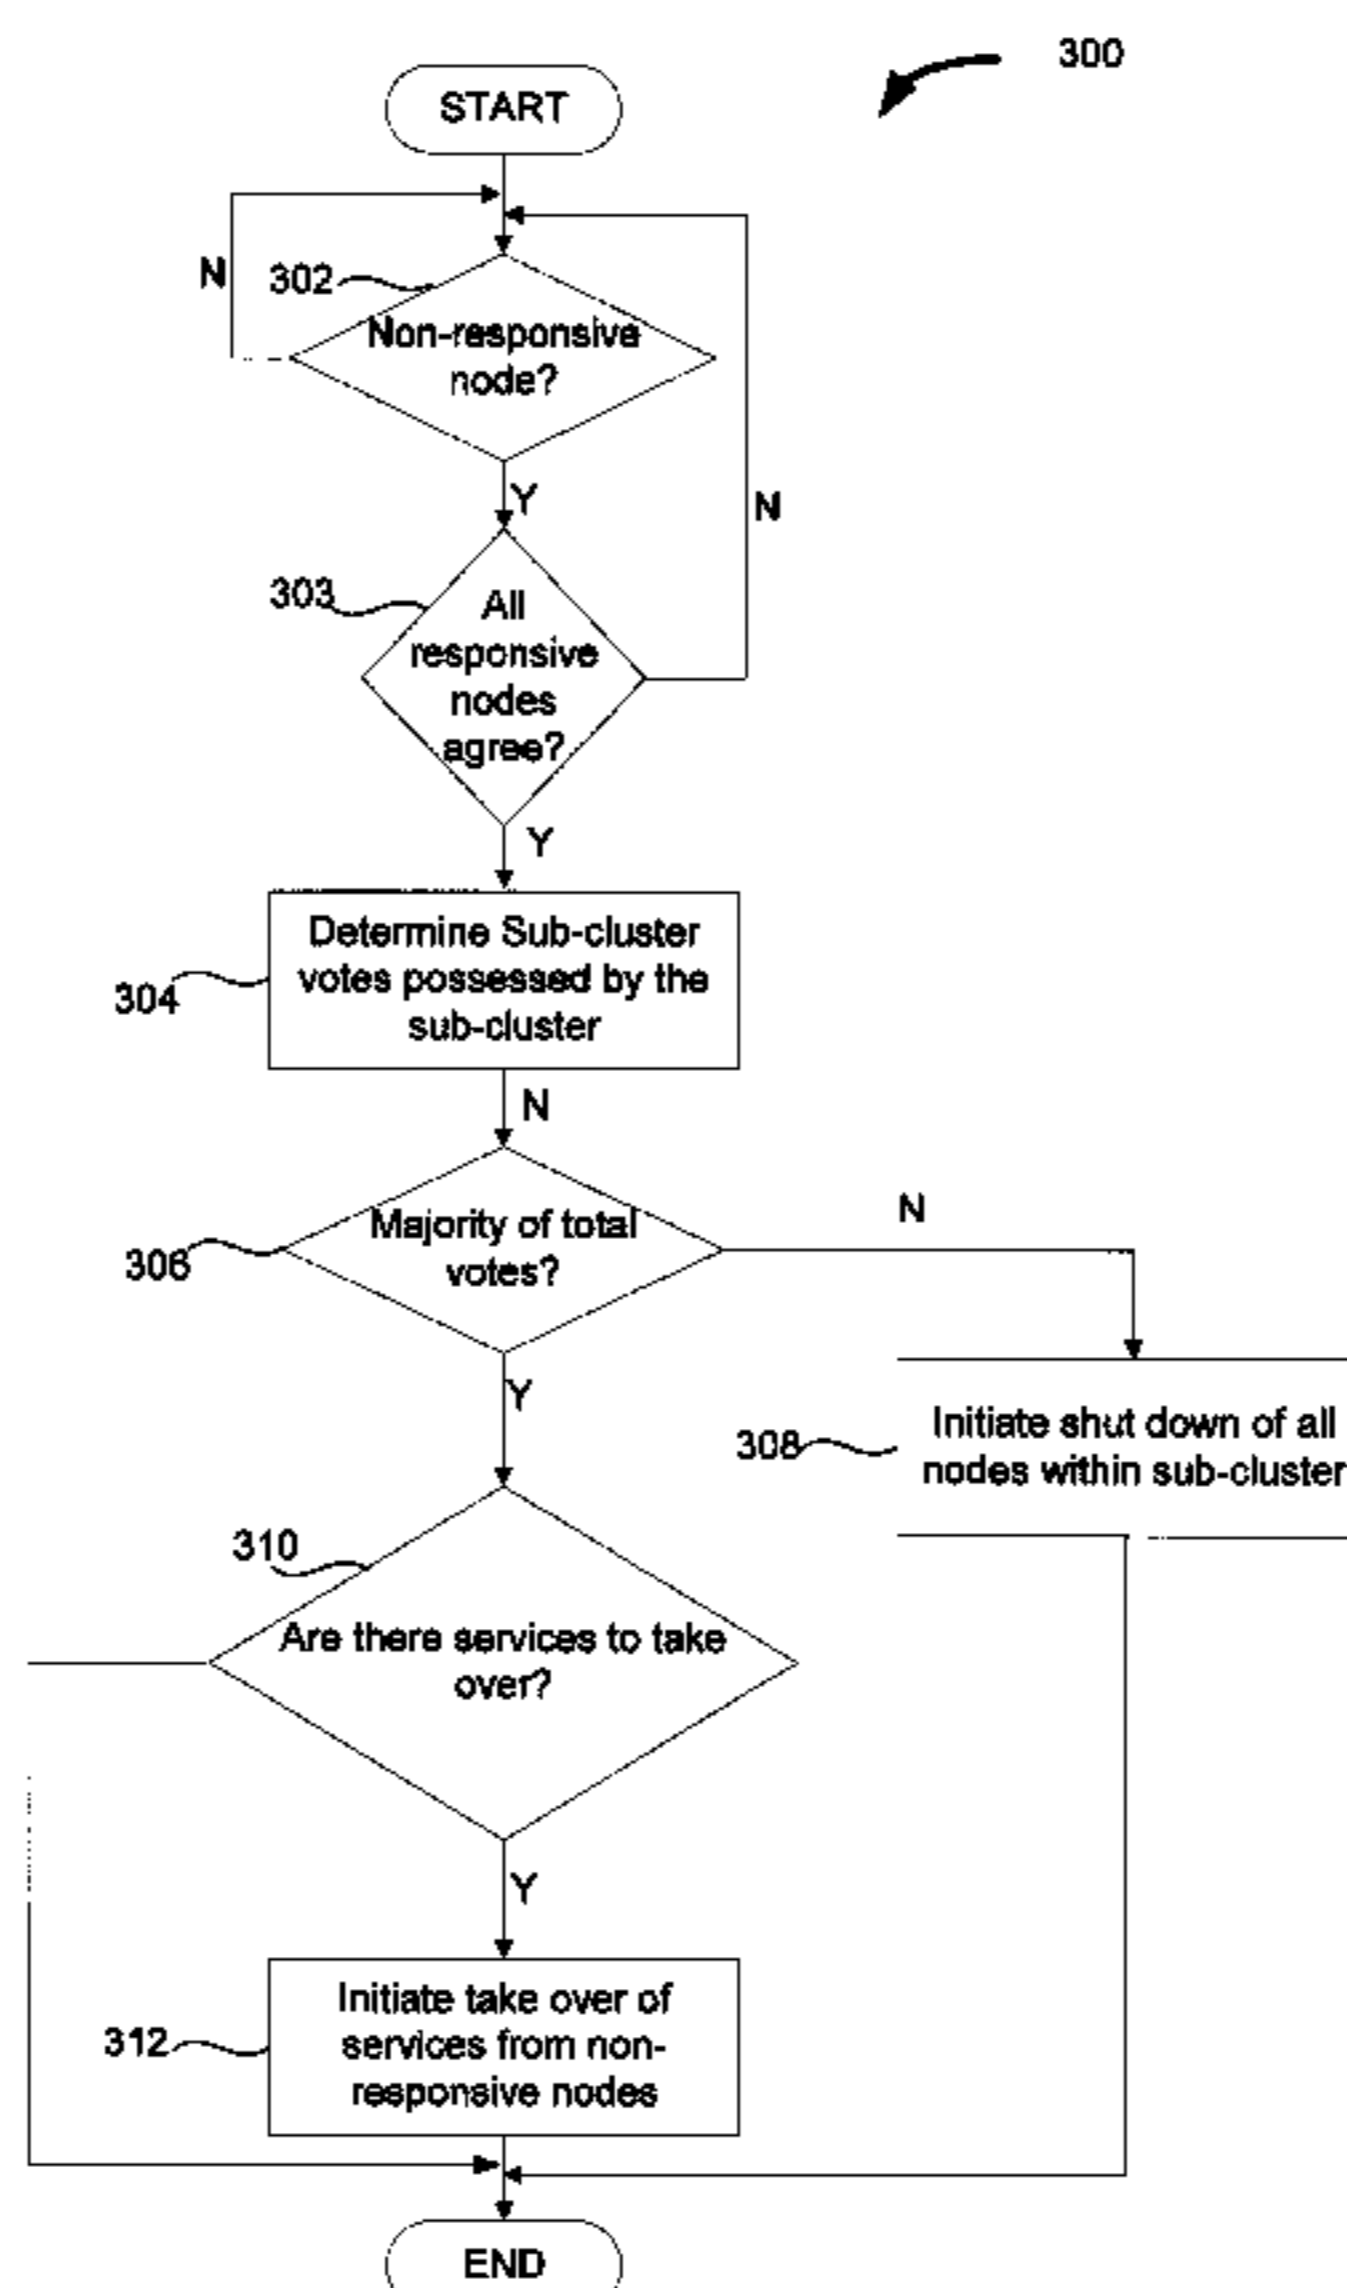 300
START
N
302
Non-responsive
node?
Y
N
303
All
responsive
nodes
agree?
Y
304
Determine Sub-cluster
votes possessed by the
sub-cluster
N
306
Majority of total
votes?
N
Y
308
Initiate shut down of all
nodes within sub-cluster
310
Are there services to take
over?
Y
312
Initiate take over of
services from non-
responsive nodes
END